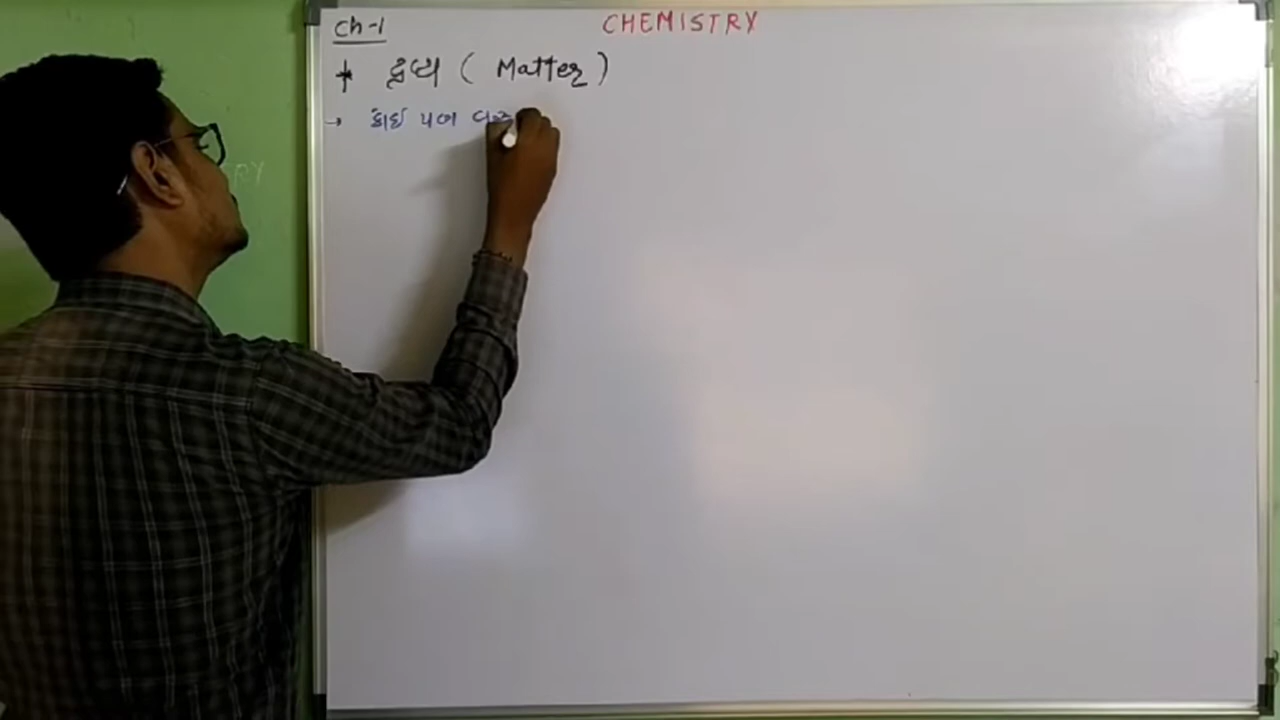 Ch-1
CHEMISTRY
* દ્રવ્ય ( Matter )
→ કોઈ પણ